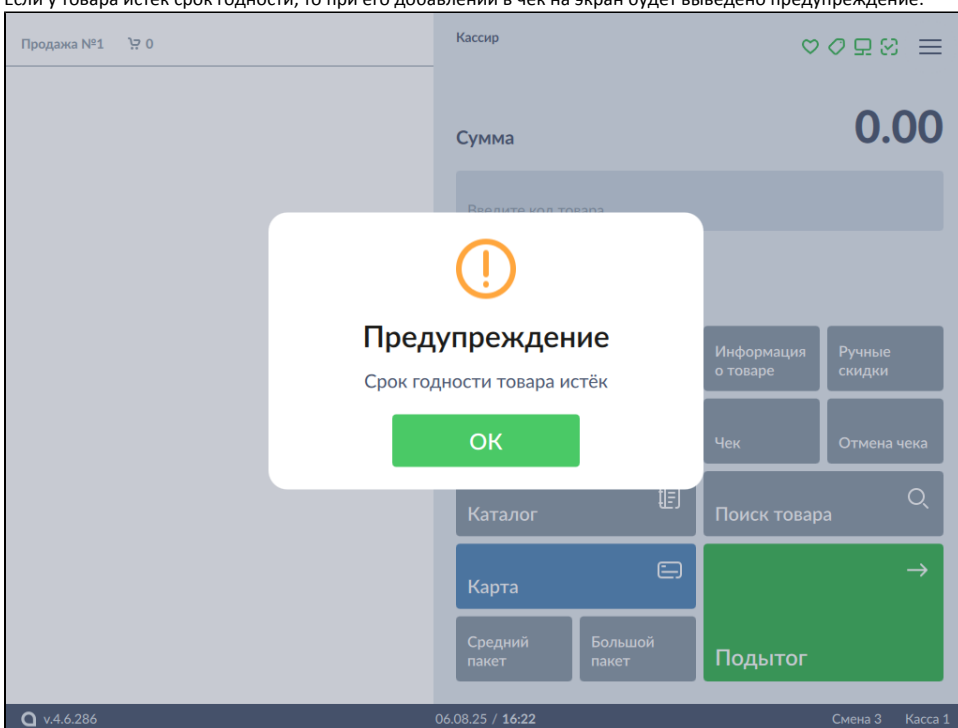 Если у товара истек срок годности, то при его добавлении в чек на экран будет выведено предупреждение:
Продажа №1 0
Кассир
Сумма
0.00
Введите код товара
Предупреждение
Срок годности товара истёк
ОК
Информация
о товаре
Ручные
скидки
Чек
Отмена чека
Каталог
Поиск товара
Карта
Средний
пакет
Большой
пакет
Подытог
v.4.6.286
06.08.25 / 16:22
Смена 3 Касса 1